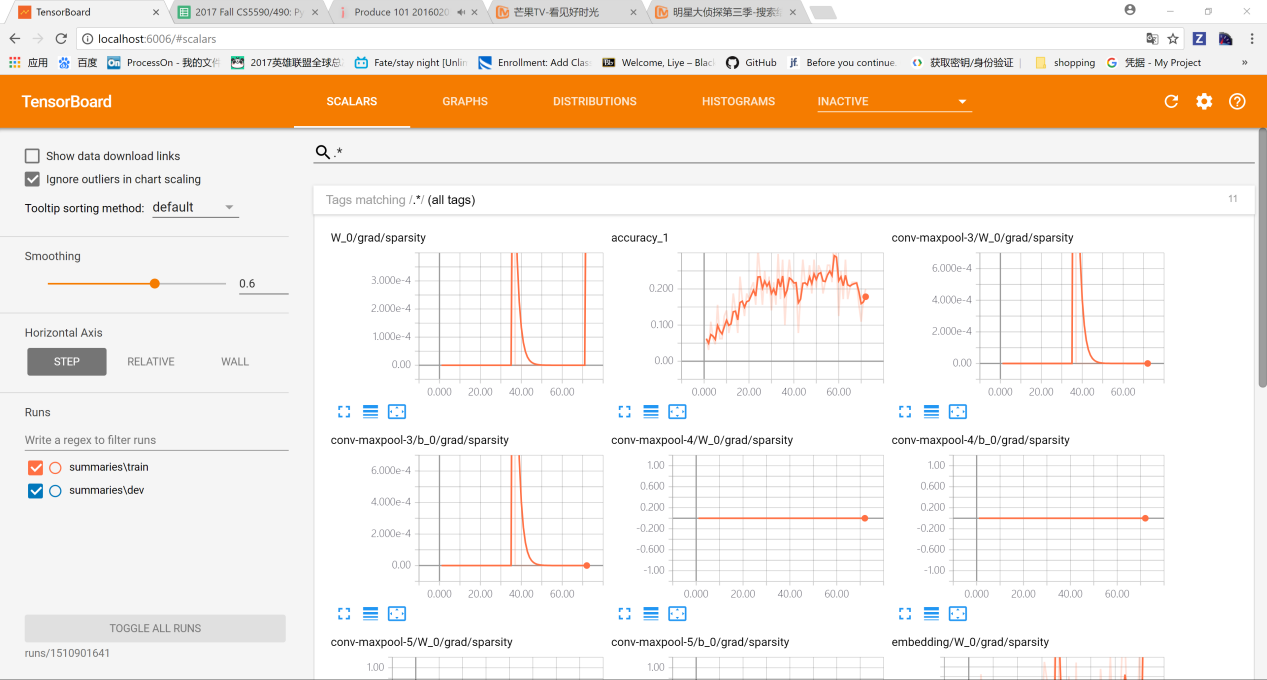 TensorBoard
2017 Fall CS5590/490: Py
Produce 101 2016020
芒果TV-看见好时光
明星大侦探第三季-搜索
localhost:6006/#scalars
应用
百度
ProcessOn - 我的文件
2017英雄联盟全球总
Fate/stay night [Unlin
Enrollment: Add Class
Welcome, Liye – Black
GitHub
Before you continue.
获取密钥/身份验证
shopping
凭据 - My Project
»
TensorBoard
SCALARS
GRAPHS
DISTRIBUTIONS
HISTOGRAMS
INACTIVE
Show data download links
Ignore outliers in chart scaling
Tooltip sorting method: default
Smoothing
0.6
Horizontal Axis
STEP
RELATIVE
WALL
Runs
Write a regex to filter runs
summaries\train
summaries\dev
TOGGLE ALL RUNS
runs/1510901641
.*
Tags matching /.*/ (all tags)
11
W_0/grad/sparsity
3.000e-4
2.000e-4
1.000e-4
0.00
0.000 20.00 40.00 60.00
accuracy_1
0.200
0.100
0.00
0.000 20.00 40.00 60.00
conv-maxpool-3/W_0/grad/sparsity
6.000e-4
4.000e-4
2.000e-4
0.00
0.000 20.00 40.00 60.00
conv-maxpool-3/b_0/grad/sparsity
6.000e-4
4.000e-4
2.000e-4
0.00
0.000 20.00 40.00 60.00
conv-maxpool-4/W_0/grad/sparsity
1.00
0.600
0.200
-0.200
-0.600
-1.00
0.000 20.00 40.00 60.00
conv-maxpool-4/b_0/grad/sparsity
1.00
0.600
0.200
-0.200
-0.600
-1.00
0.000 20.00 40.00 60.00
conv-maxpool-5/W_0/grad/sparsity
1.00
conv-maxpool-5/b_0/grad/sparsity
1.00
embedding/W_0/grad/sparsity